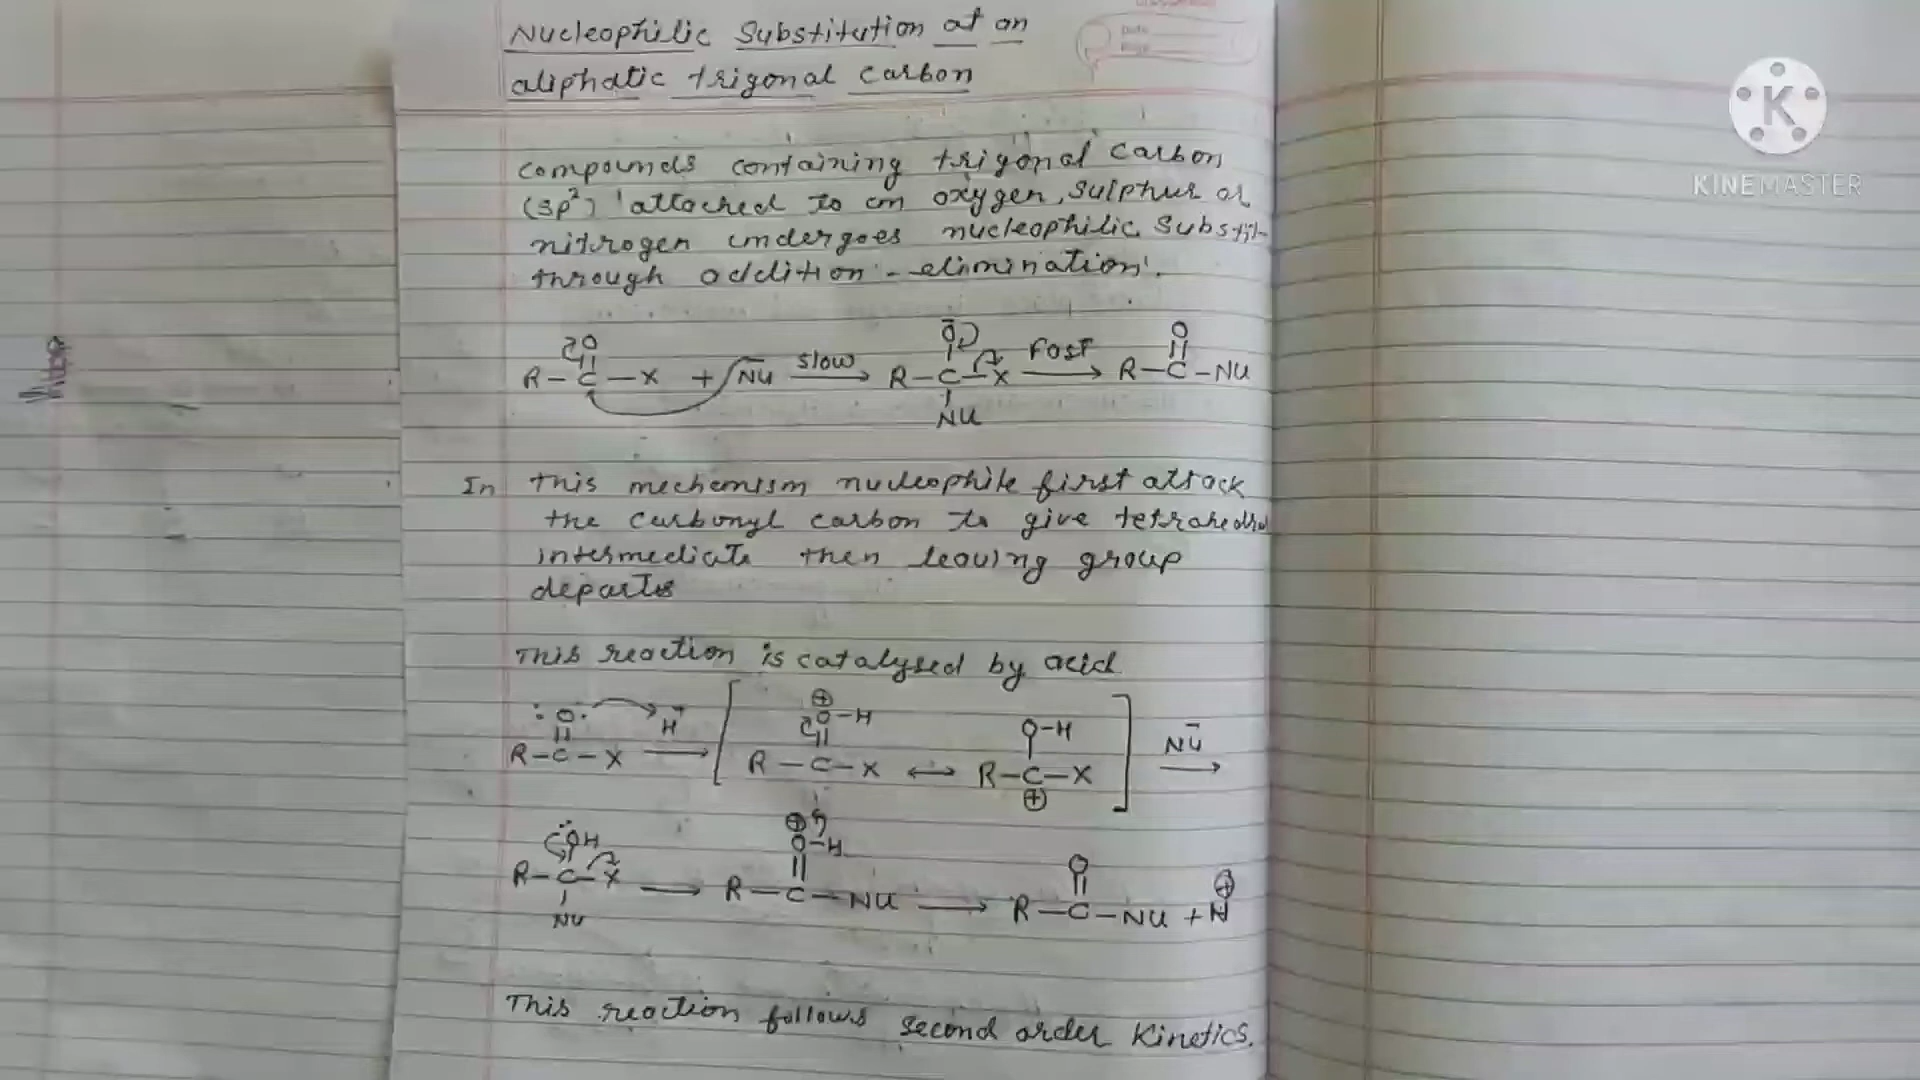 Nucleophilic Substitution at an
aliphatic trigonal carbon
compounds containing trigonal carbon
(sp²) attached to an oxygen, sulphur or
nitrogen undergoes nucleophilic Substit-
through addition - elimination'.
O Ō O
R-C-X + N̄u slow R-C-X Fast R-C-NU
NU
In this mechanism nucleophile first attack
the carbonyl carbon to give tetrahedral
intermediate then leaving group
departs
This reaction is catalysed by acid
:O: H⁺ ⊕ O-H O-H N̄u
R-C-X R-C-X ↔ R-C-X
⊕
:OH ⊕ O-H O
R-C-X → R-C-NU → R-C-NU + H⊕
NU
This reaction follows second order Kinetics.
K
KINEMASTER